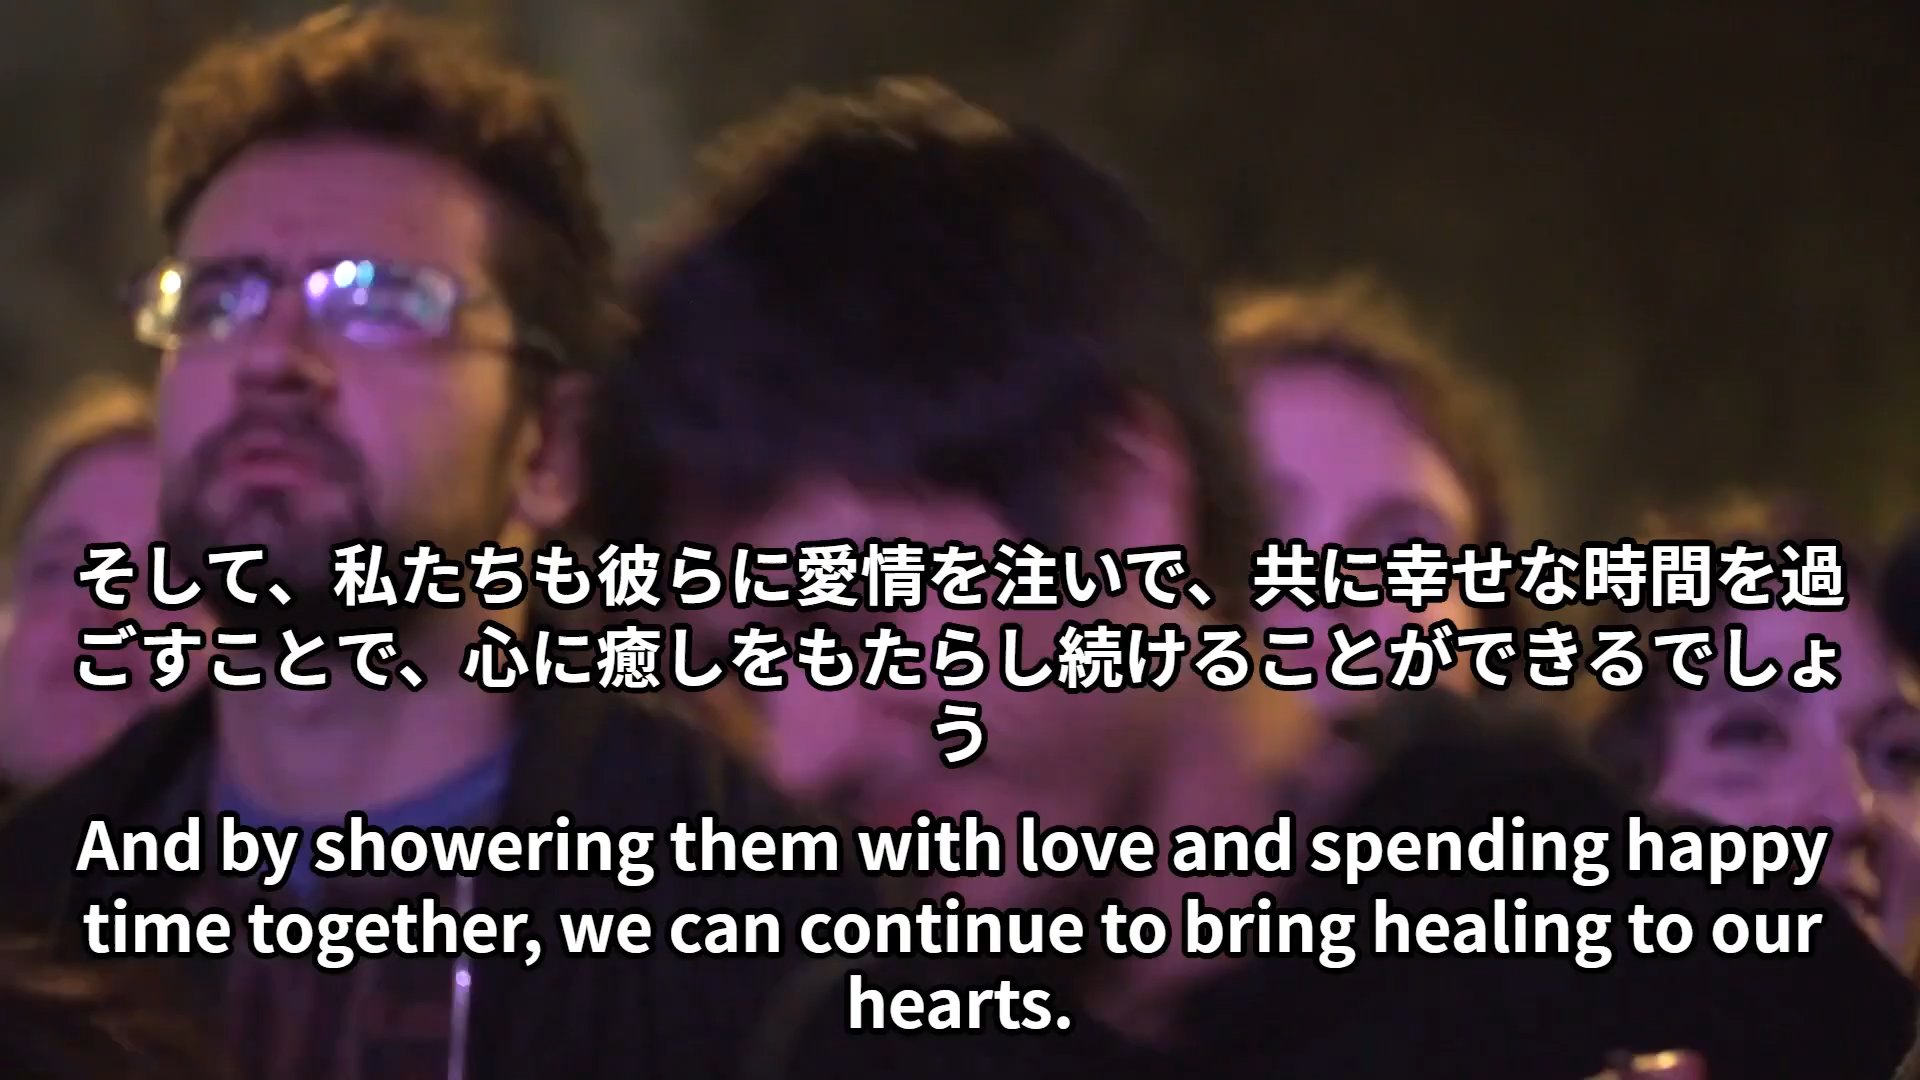 そして、私たちも彼らに愛情を注いで、共に幸せな時間を過
ごすことで、心に癒しをもたらし続けることができるでしょ
う
And by showering them with love and spending happy
time together, we can continue to bring healing to our
hearts.